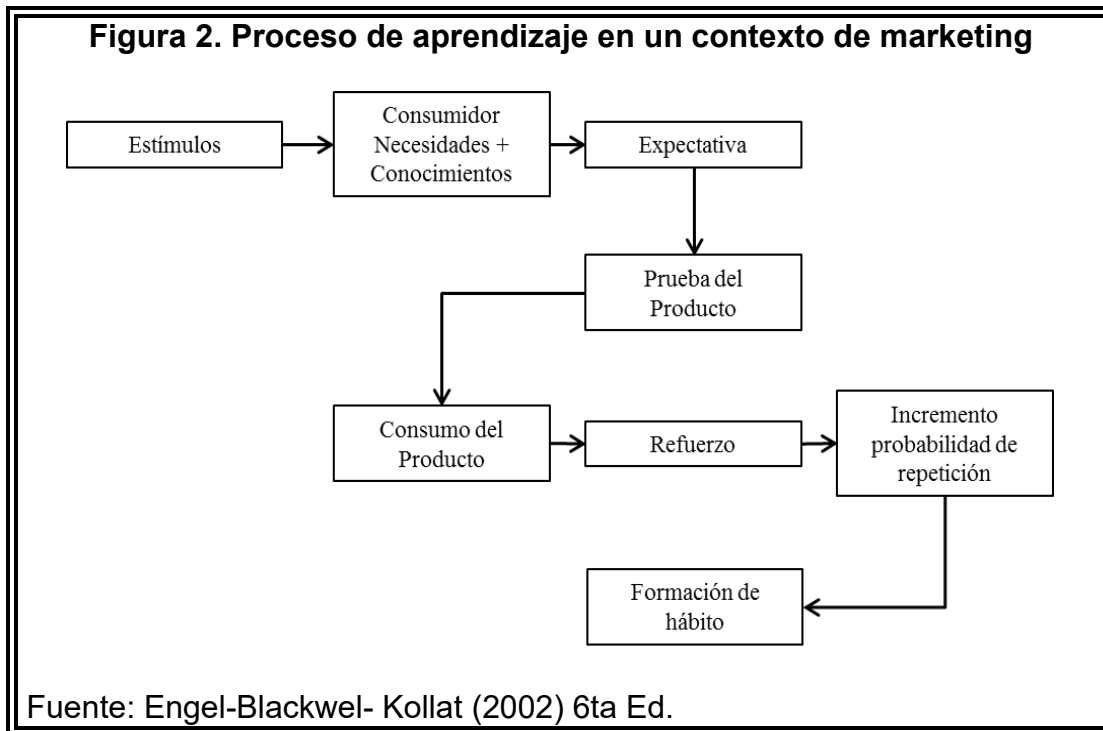 Figura 2. Proceso de aprendizaje en un contexto de marketing
Estímulos
Consumidor
Necesidades +
Conocimientos
Expectativa
Prueba del
Producto
Consumo del
Producto
Refuerzo
Incremento
probabilidad de
repetición
Formación de
hábito
Fuente: Engel-Blackwel- Kollat (2002) 6ta Ed.